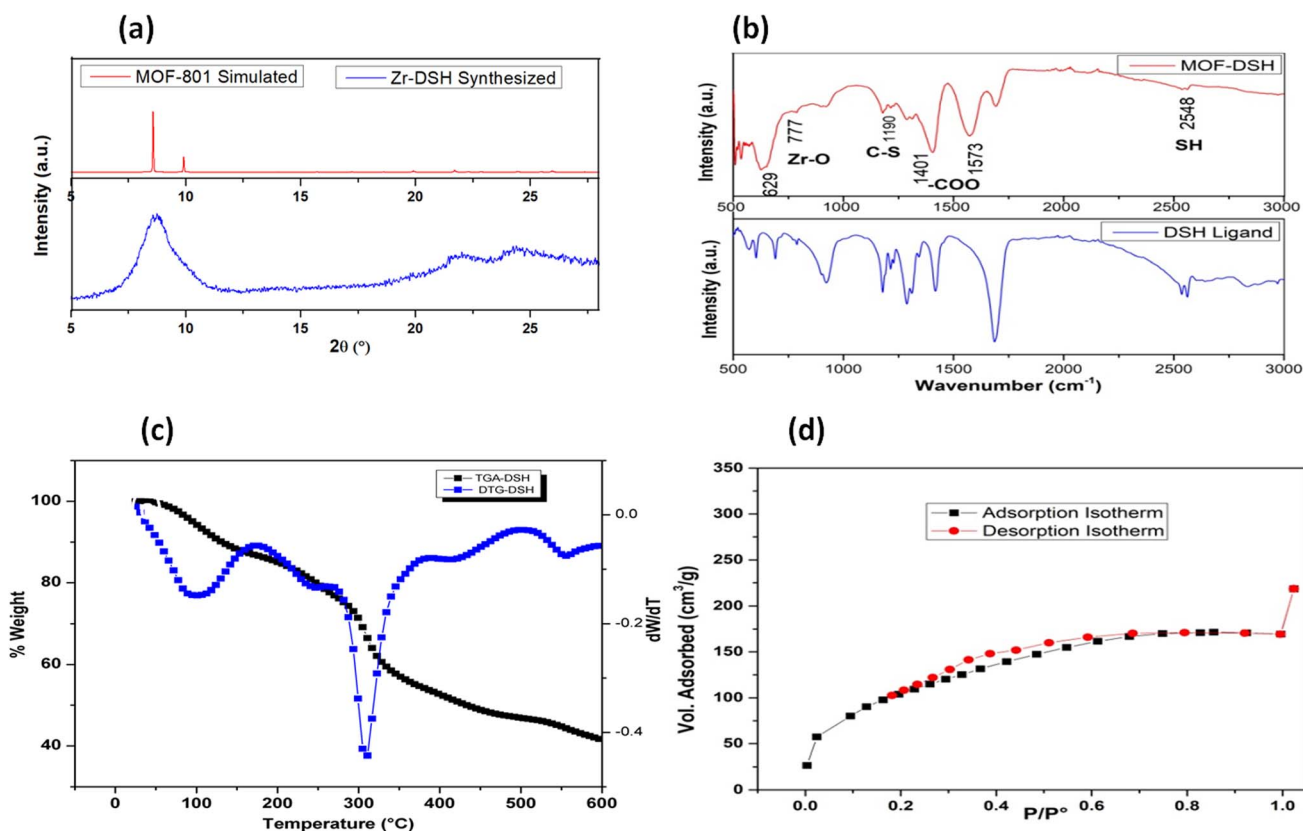 (a)
MOF-801 Simulated
Zr-DSH Synthesized
Intensity (a.u.)
5 10 15 20 25
5 10 15 20 25
2θ (°)
(b)
MOF-DSH
Intensity (a.u.)
629
777
Zr-O
C-S
1190
1401
-COO
1573
2548
SH
500 1000 1500 2000 2500 3000
DSH Ligand
Intensity (a.u.)
500 1000 1500 2000 2500 3000
Wavenumber (cm⁻¹)
(c)
TGA-DSH
DTG-DSH
% Weight
100
80
60
40
0.0
-0.2
-0.4
dW/dT
0 100 200 300 400 500 600
Temperature (°C)
(d)
Adsorption Isotherm
Desorption Isotherm
Vol. Adsorbed (cm³/g)
350
300
250
200
150
100
50
0
0.0 0.2 0.4 0.6 0.8 1.0
P/P°